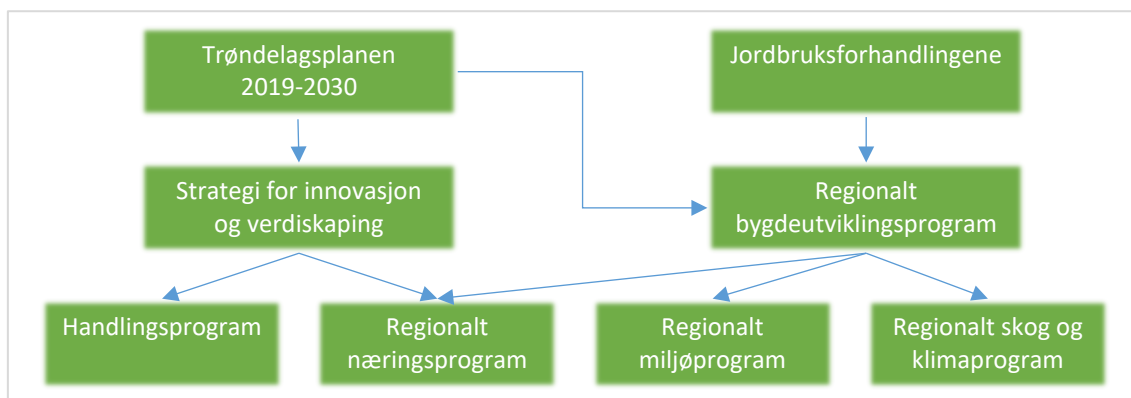 Trøndelagsplanen
2019-2030
Jordbruksforhandlingene
Strategi for innovasjon
og verdiskaping
Regionalt
bygdeutviklingsprogram
Handlingsprogram
Regionalt
næringsprogram
Regionalt
miljøprogram
Regionalt skog og
klimaprogram